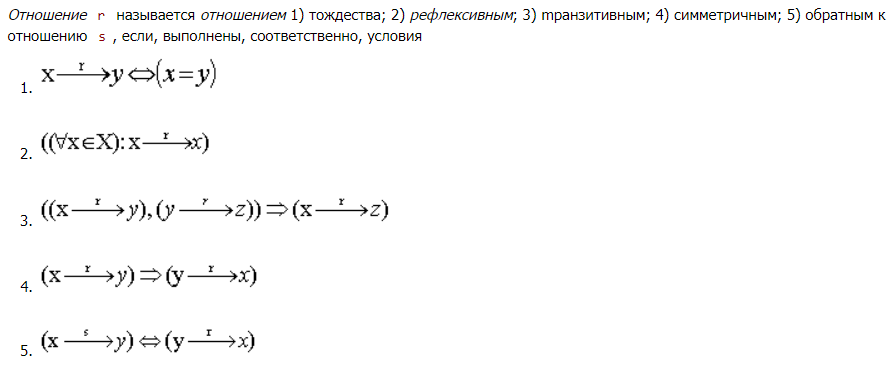 Отношение r называется отношением 1) тождества; 2) рефлексивным; 3) транзитивным; 4) симметричным; 5) обратным к
отношению s , если, выполнены, соответственно, условия
1. x —r→ y ⇔ (x=y)
2. ((∀x∈X): x —r→ x)
3. ((x —r→ y), (y —r→ z)) ⇒ (x —r→ z)
4. (x —r→ y) ⇒ (y —r→ x)
5. (x —s→ y) ⇔ (y —r→ x)